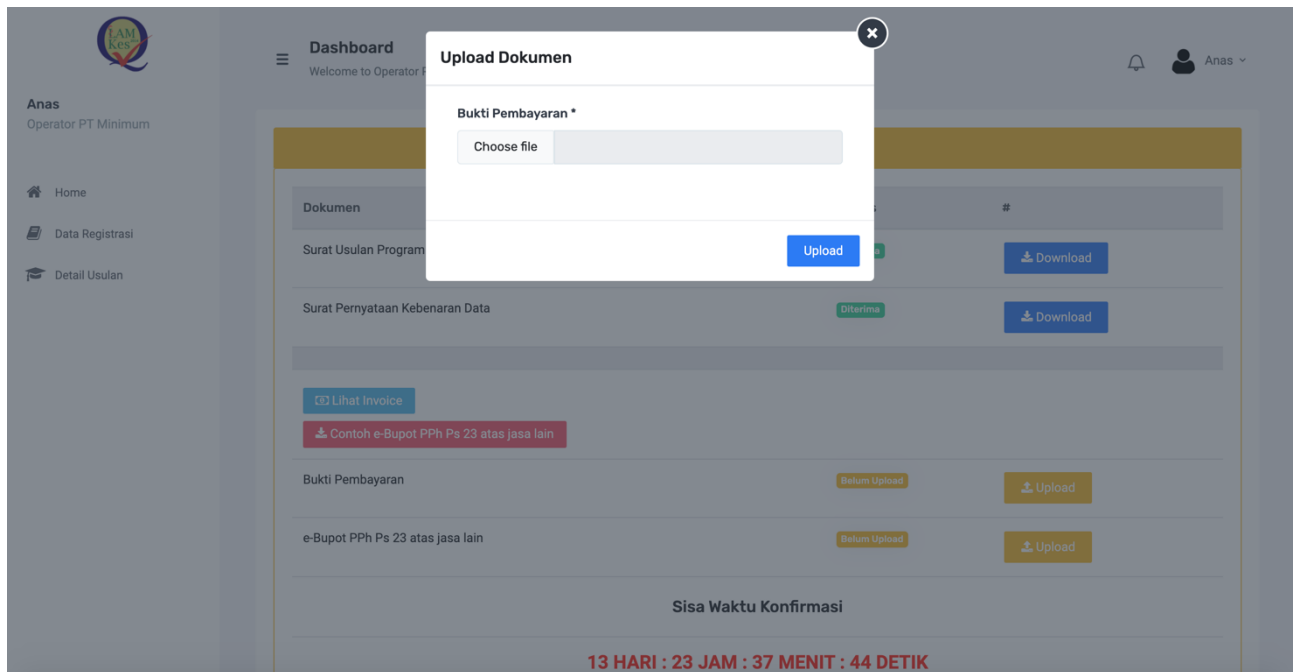 LAM
Kes
Anas
Operator PT Minimum
Home
Data Registrasi
Detail Usulan
Dashboard
Welcome to Operator
Anas
Upload Dokumen
Bukti Pembayaran *
Choose file
Upload
Dokumen
#
Surat Usulan Program
Download
Surat Pernyataan Kebenaran Data
Diterima
Download
Lihat Invoice
Contoh e-Bupot PPh Ps 23 atas jasa lain
Bukti Pembayaran
Belum Upload
Upload
e-Bupot PPh Ps 23 atas jasa lain
Belum Upload
Upload
Sisa Waktu Konfirmasi
13 HARI : 23 JAM : 37 MENIT : 44 DETIK